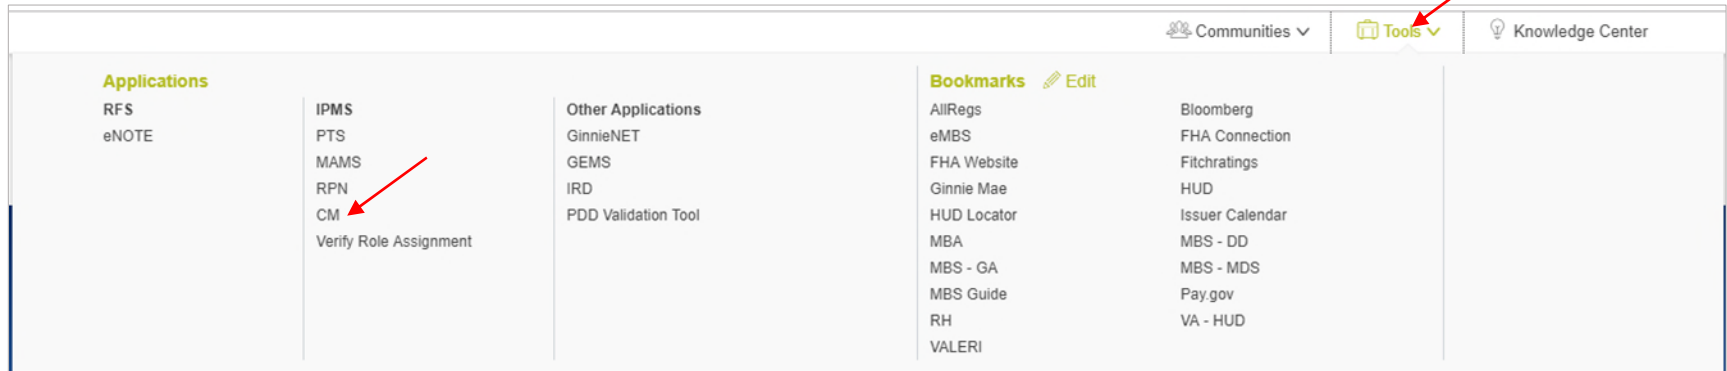 Communities
Tools
Knowledge Center
Applications
RFS
eNOTE
IPMS
PTS
MAMS
RPN
CM
Verify Role Assignment
Other Applications
GinnieNET
GEMS
IRD
PDD Validation Tool
Bookmarks Edit
AllRegs
eMBS
FHA Website
Ginnie Mae
HUD Locator
MBA
MBS - GA
MBS Guide
RH
VALERI
Bloomberg
FHA Connection
Fitchratings
HUD
Issuer Calendar
MBS - DD
MBS - MDS
Pay.gov
VA - HUD